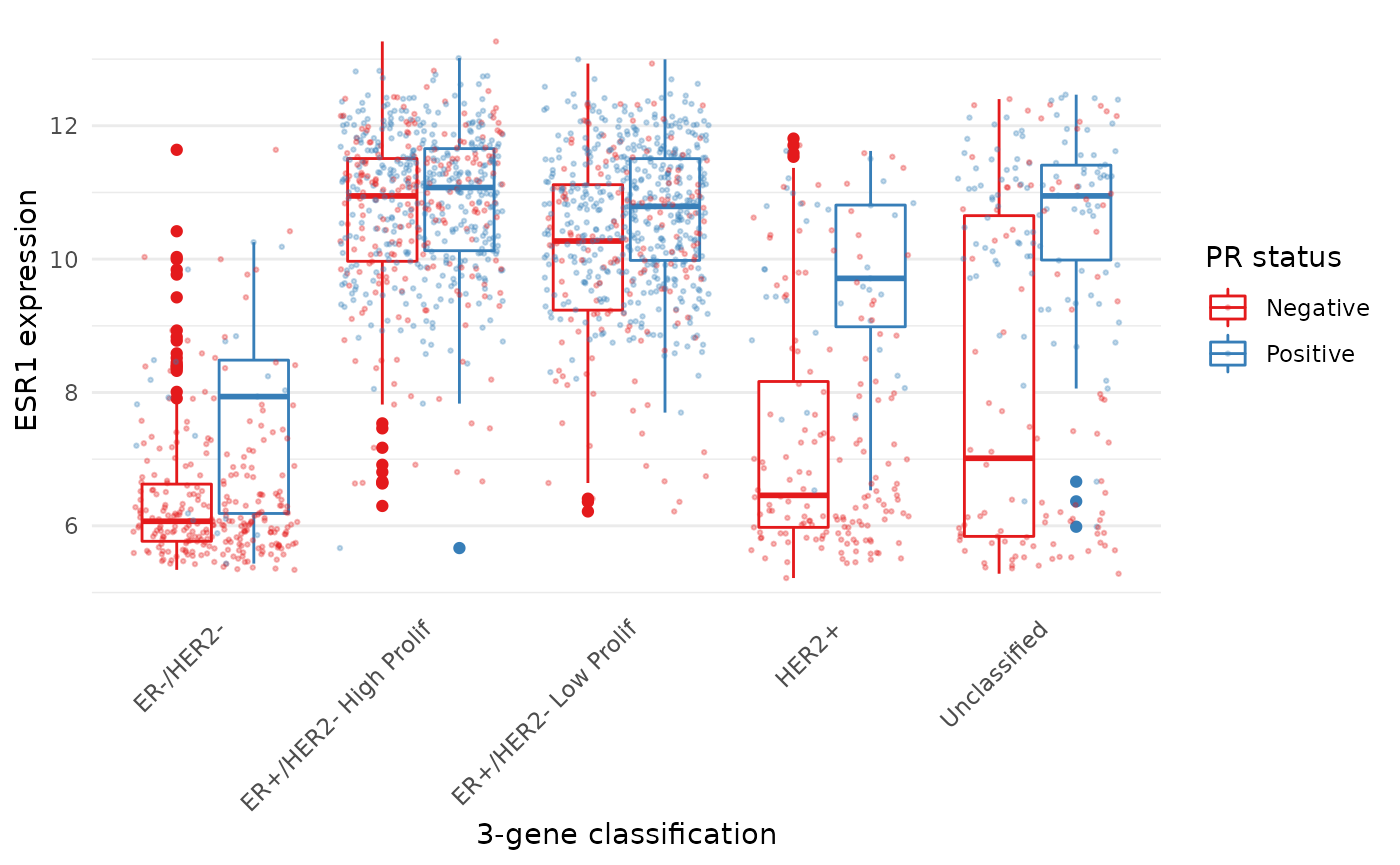 ESR1 expression
12
10
8
6
ER-/HER2-
ER+/HER2- High Prolif
ER+/HER2- Low Prolif
HER2+
Unclassified
3-gene classification
PR status
Negative
Positive